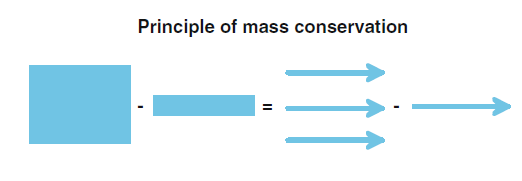 Principle of mass conservation
- = -